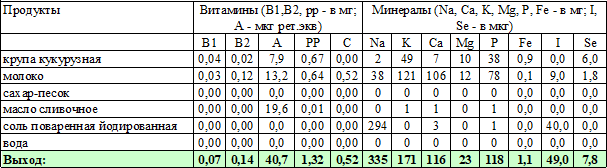 Продукты Витамины (В1,В2, рр - в мг; Минералы (Na, Ca, K, Mg, P, Fe - в мг; I,
А - мкг рет.экв) Se - в мкг)
B1 B2 A PP C Na K Ca Mg P Fe I Se
крупа кукурузная 0,04 0,02 7,9 0,67 0,00 2 49 7 10 38 0,9 0,0 6,0
молоко 0,03 0,12 13,2 0,64 0,52 38 121 106 12 78 0,1 9,0 1,8
сахар-песок 0,00 0,00 0,0 0,00 0,00 0 0 0 0 0 0,0 0,0 0,0
масло сливочное 0,00 0,00 19,6 0,01 0,00 0 1 1 0 1 0,0 0,0 0,0
соль поваренная йодированная 0,00 0,00 0,0 0,00 0,00 294 0 3 0 1 0,0 40,0 0,0
вода 0,00 0,00 0,0 0,00 0,00 0 0 0 0 0 0,0 0,0 0,0
Выход: 0,07 0,14 40,7 1,32 0,52 335 171 116 23 118 1,1 49,0 7,8